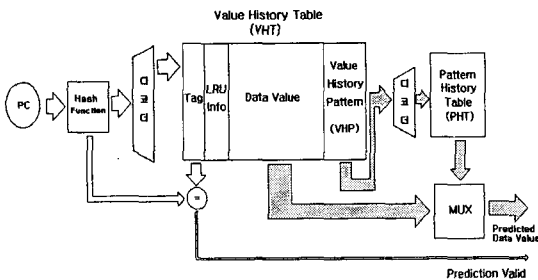 Value History Table
(VHT)
PC
Hash
Function
Tag
LRU
Info
Data Value
Value
History
Pattern
(VHP)
Pattern
History
Table
(PHT)
=
MUX
Predicted
Data Value
Prediction Valid